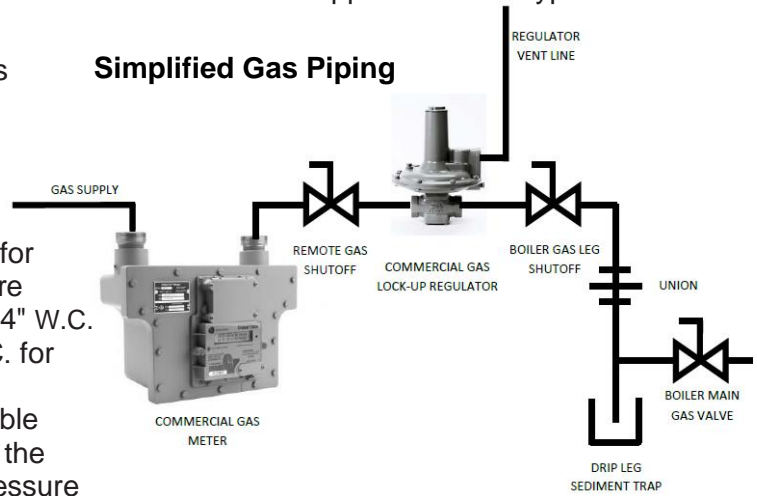 s
Simplified Gas Piping
REGULATOR
VENT LINE
GAS SUPPLY
for
re
4" W.C.
C. for
ble
the
essure
REMOTE GAS
SHUTOFF
COMMERCIAL GAS
LOCK-UP REGULATOR
BOILER GAS LEG
SHUTOFF
UNION
COMMERCIAL GAS
METER
BOILER MAIN
GAS VALVE
DRIP LEG
SEDIMENT TRAP